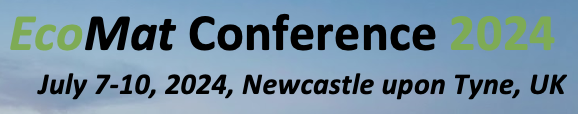 EcoMat Conference 2024
July 7-10, 2024, Newcastle upon Tyne, UK